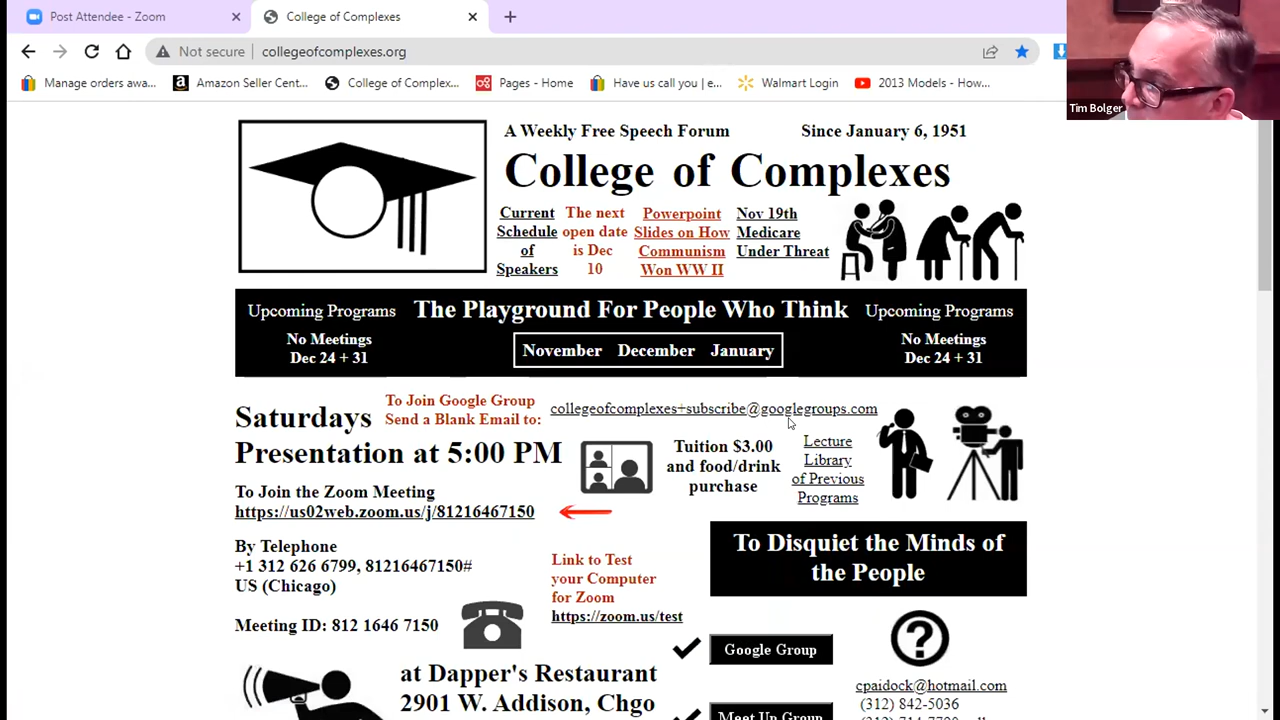 Post Attendee - Zoom
College of Complexes
Not secure
collegeofcomplexes.org
Manage orders awa...
Amazon Seller Cent...
College of Complex...
Pages - Home
Have us call you | e...
Walmart Login
2013 Models - How...
Tim Bolger
A Weekly Free Speech Forum
Since January 6, 1951
College of Complexes
Current
Schedule
of
Speakers
The next
open date
is Dec
10
Powerpoint
Slides on How
Communism
Won WW II
Nov 19th
Medicare
Under Threat
Upcoming Programs
No Meetings
Dec 24 + 31
The Playground For People Who Think
November December January
Upcoming Programs
No Meetings
Dec 24 + 31
Saturdays
Presentation at 5:00 PM
To Join Google Group
Send a Blank Email to:
collegeofcomplexes+subscribe@googlegroups.com
Tuition $3.00
and food/drink
purchase
Lecture
Library
of Previous
Programs
To Join the Zoom Meeting
https://us02web.zoom.us/j/81216467150
By Telephone
+1 312 626 6799, 81216467150#
US (Chicago)
Link to Test
your Computer
for Zoom
https://zoom.us/test
To Disquiet the Minds of
the People
Meeting ID: 812 1646 7150
Google Group
at Dapper's Restaurant
2901 W. Addison, Chgo
cpaidock@hotmail.com
(312) 842-5036
Meet Up Group